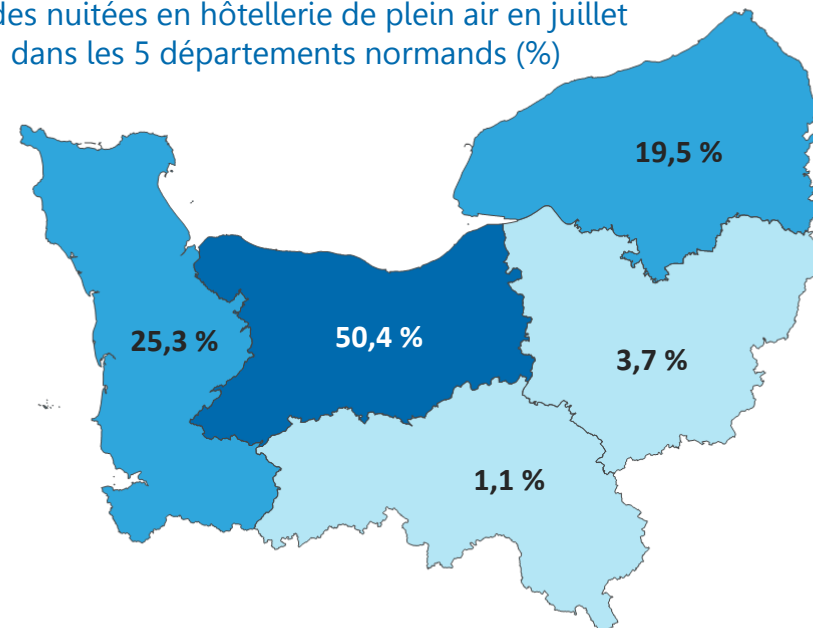 des nuitées en hôtellerie de plein air en juillet
dans les 5 départements normands (%)
19,5 %
25,3 %
50,4 %
3,7 %
1,1 %